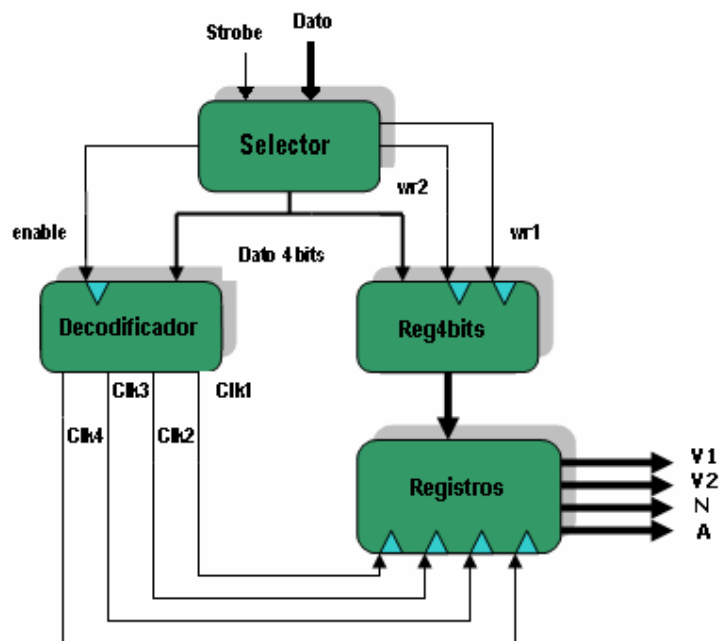 Strobe
Dato
Selector
wr2
enable
Dato 4 bits
wr1
Decodificador
Reg4bits
Clk3
Clk1
Clk4
Clk2
Registros
V1
V2
N
A